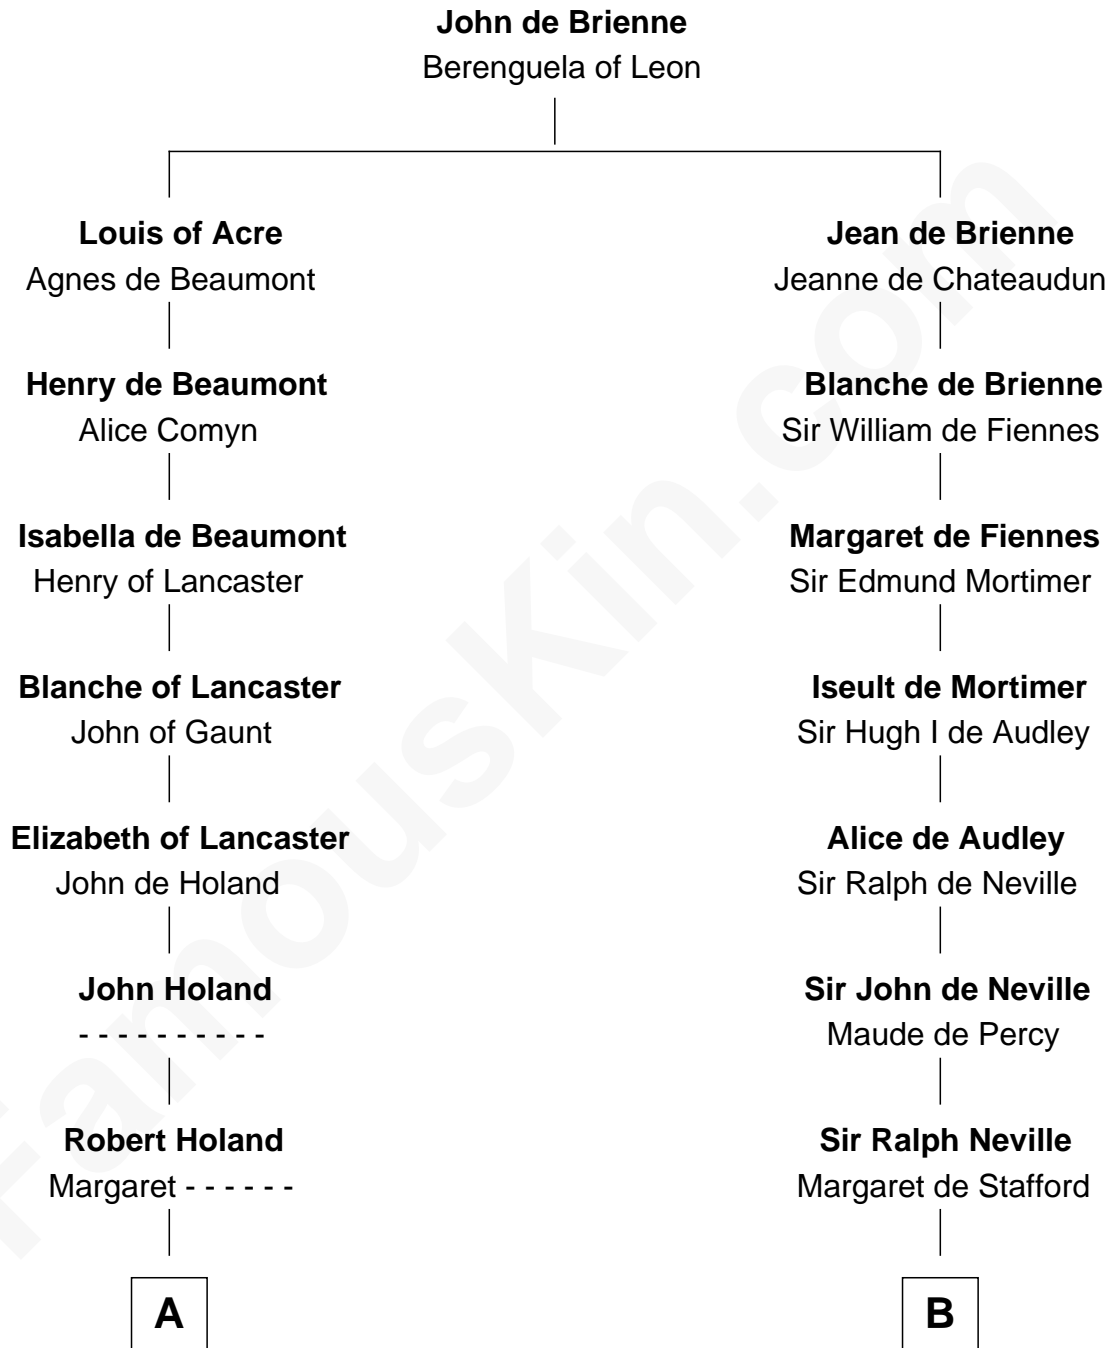 John de Brienne
Berenguela of Leon
Louis of Acre
Agnes de Beaumont
Jean de Brienne
Jeanne de Chateaudun
Henry de Beaumont
Alice Comyn
Blanche de Brienne
Sir William de Fiennes
Isabella de Beaumont
Henry of Lancaster
Margaret de Fiennes
Sir Edmund Mortimer
Blanche of Lancaster
John of Gaunt
Iseult de Mortimer
Sir Hugh I de Audley
Elizabeth of Lancaster
John de Holand
Alice de Audley
Sir Ralph de Neville
John Holand
- - - - - - - - - -
Sir John de Neville
Maude de Percy
Robert Holand
Margaret - - - - - -
Sir Ralph Neville
Margaret de Stafford
A
B
FamousKin.com